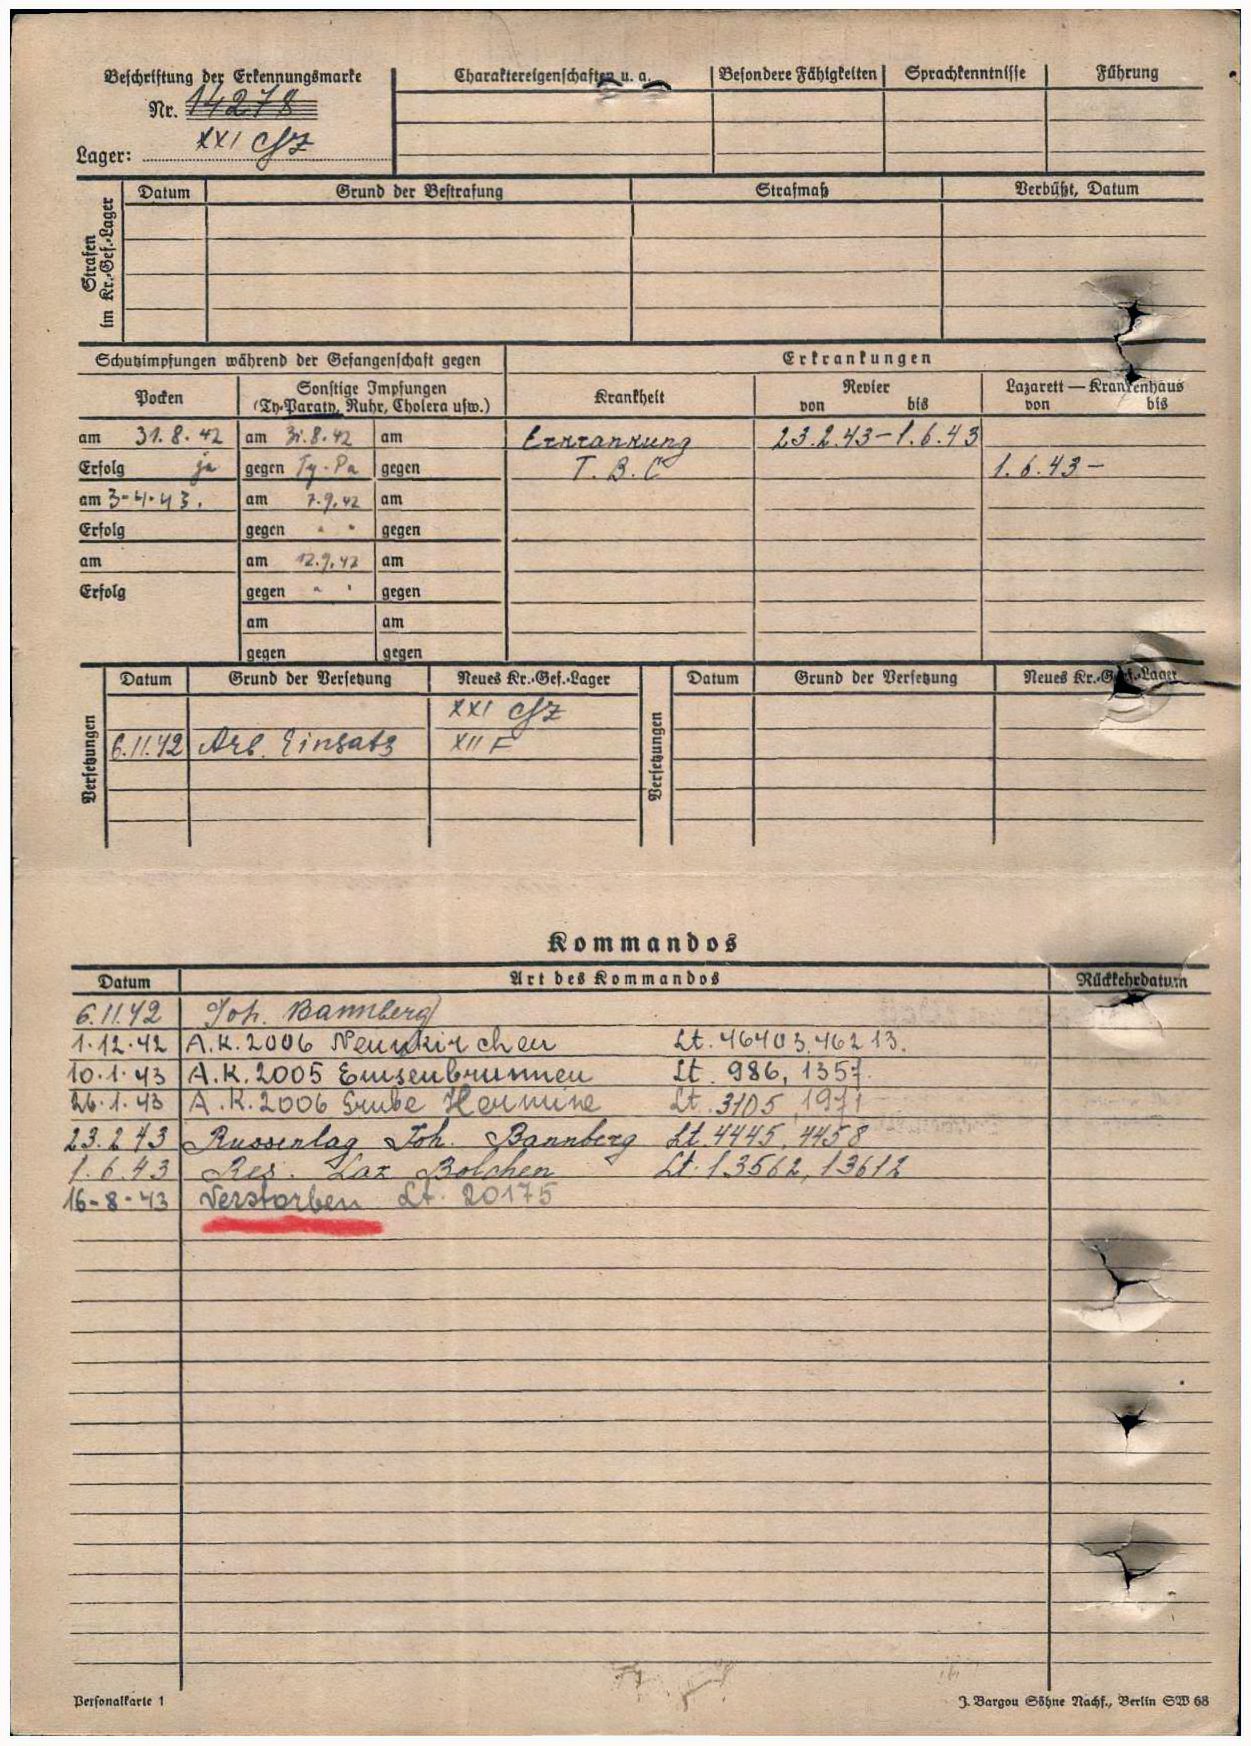 Beschriftung der Erkennungsmarke
Nr. 14278
Lager: XXI C/Z
Charaktereigenschaften u. a.
Besondere Fähigkeiten
Sprachkenntnisse
Führung
Strafen im Kr.-Gef.-Lager
Datum
Grund der Bestrafung
Strafmaß
Verbüßt, Datum
Schutzimpfungen während der Gefangenschaft gegen
Erkrankungen
Pocken
Sonstige Impfungen
(Ty-Paraty, Ruhr, Cholera usw.)
Krankheit
Revier
von bis
Lazarett — Krankenhaus
von bis
am 31.8.42 am 31.8.42 am Erkrankung 23.2.43-1.6.43
Erfolg ja gegen Ty-Pa gegen T.B.C 1.6.43-
am 3-4.43. am 7.9.42 am
Erfolg gegen " " gegen
am am 12.9.42 am
Erfolg gegen " " gegen
am am
gegen gegen
Versetzungen
Datum Grund der Versetzung Neues Kr.-Gef.-Lager
XXI C/Z
6.11.42 Arb. Einsatz XII F
Versetzungen
Datum Grund der Versetzung Neues Kr.-Gef.-Lager
Kommandos
Datum Art des Kommandos Rückkehrdatum
6.11.42 Joh. Bannberg
1.12.42 A.K.2006 Neunkirchen Lt. 46403, 46213.
10.1.43 A.K.2005 Emsenbrunnen Lt. 986, 1357.
26.1.43 A.K.2006 Grube Hermine Lt. 3105, 1971
23.2.43 Russenlag Joh. Bannberg Lt. 4445, 4458
1.6.43 Res. Laz Bolchen Lt. 13562, 13612
16-8-43 Verstorben Lt. 20175
Personalkarte 1
J. Bargou Söhne Nachf., Berlin SW 68